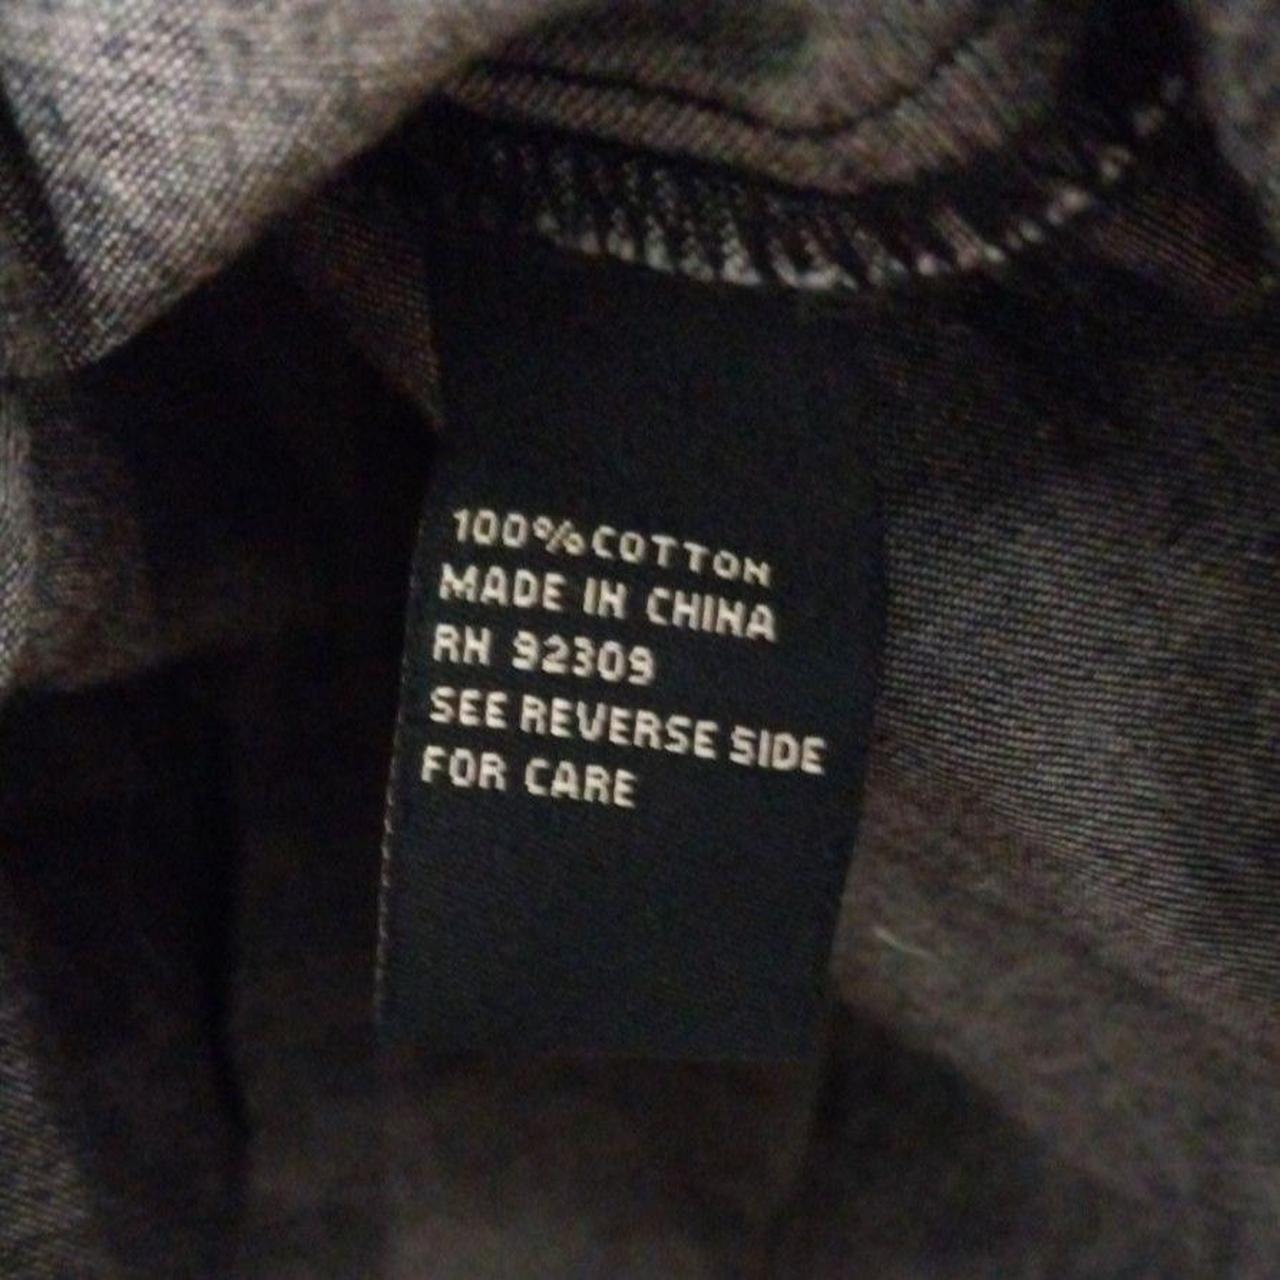 100% COTTON
MADE IN CHINA
RN 92309
SEE REVERSE SIDE
FOR CARE